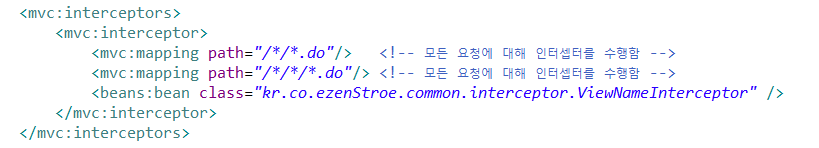 <mvc:interceptors>
<mvc:interceptor>
<mvc:mapping path="/*/*.do"/> <!-- 모든 요청에 대해 인터셉터를 수행함 -->
<mvc:mapping path="/*/*/*.do"/> <!-- 모든 요청에 대해 인터셉터를 수행함 -->
<beans:bean class="kr.co.ezenStroe.common.interceptor.ViewNameInterceptor" />
</mvc:interceptor>
</mvc:interceptors>